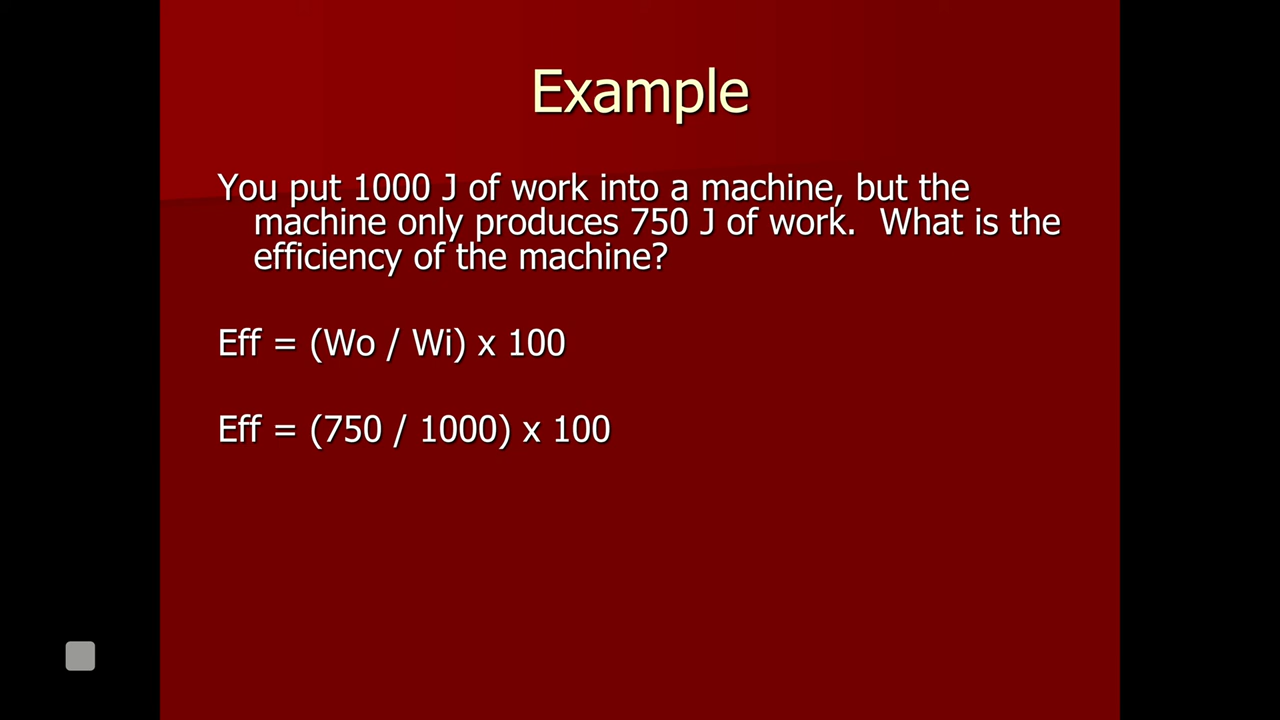 Example
You put 1000 J of work into a machine, but the
machine only produces 750 J of work.  What is the
efficiency of the machine?
Eff = (Wo / Wi) x 100
Eff = (750 / 1000) x 100